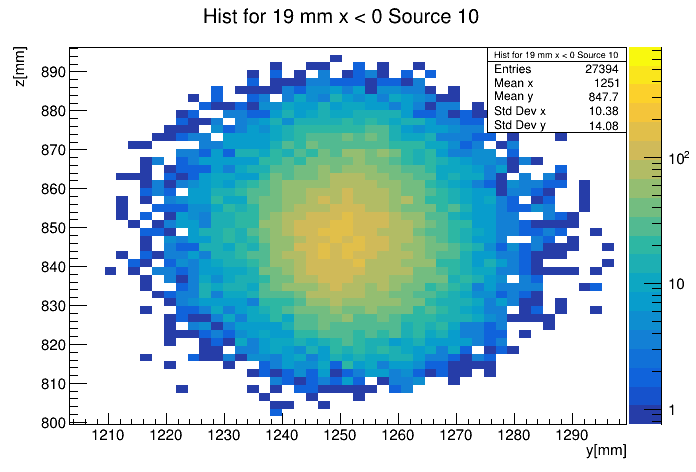 Hist for 19 mm x < 0 Source 10
z[mm]
Hist for 19 mm x < 0 Source 10
Entries 27394
Mean x 1251
Mean y 847.7
Std Dev x 10.38
Std Dev y 14.08
890
880
870
860
850
840
830
820
810
800
10²
10
1
1210 1220 1230 1240 1250 1260 1270 1280 1290
y[mm]